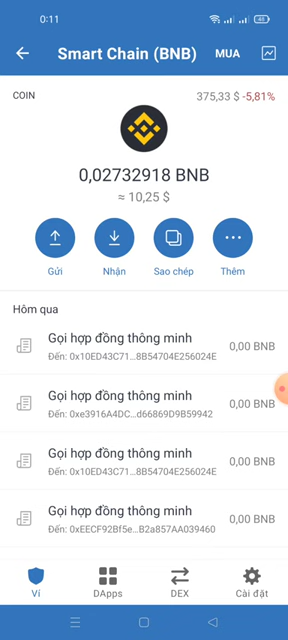 0:11
48
Smart Chain (BNB)
MUA
COIN
375,33 $ -5,81%
0,02732918 BNB
≈ 10,25 $
Gửi
Nhận
Sao chép
Thêm
Hôm qua
Gọi hợp đồng thông minh
0,00 BNB
Đến: 0x10ED43C71...8B54704E256024E
Gọi hợp đồng thông minh
0,00 BNB
Đến: 0xe3916A4DC...d66869D9B59942
Gọi hợp đồng thông minh
0,00 BNB
Đến: 0x10ED43C71...8B54704E256024E
Gọi hợp đồng thông minh
0,00 BNB
Đến: 0xEECF92Bf5e...B2a857AA039460
Ví
DApps
DEX
Cài đặt